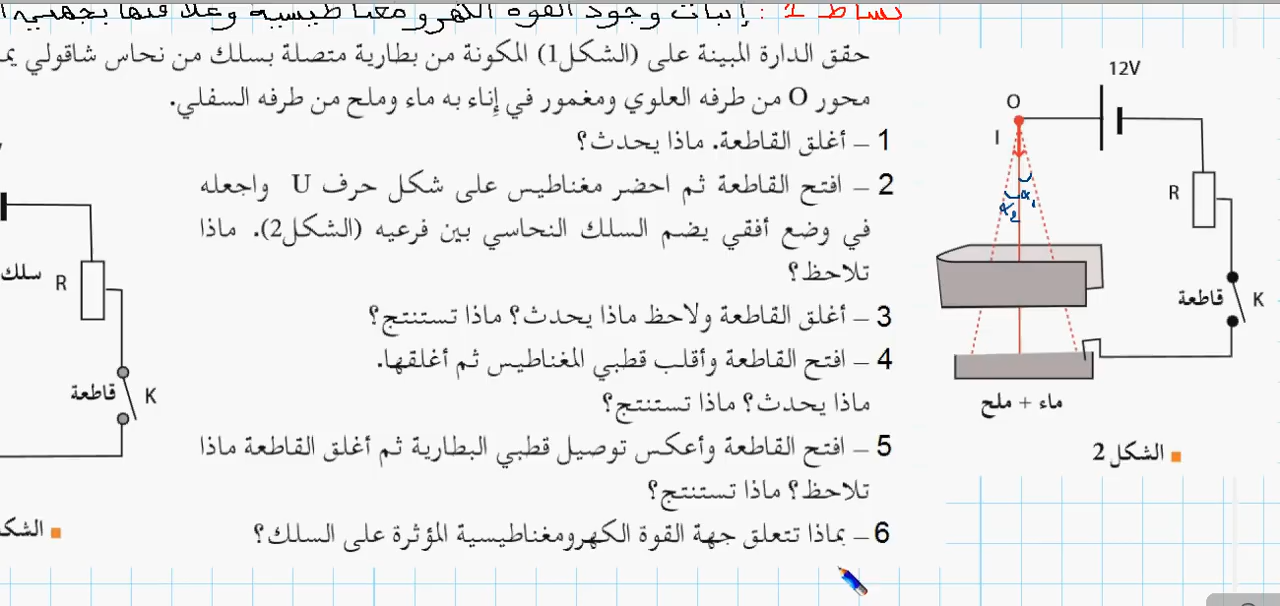 نشاط 1 : إثبات وجود القوة الكهرومغناطيسية وعلاقتها بجهتي
حقق الدارة المبينة على (الشكل1) المكونة من بطارية متصلة بسلك من نحاس شاقولي
محور O من طرفه العلوي ومغمور في إناء به ماء وملح من طرفه السفلي.
1 – أغلق القاطعة. ماذا يحدث؟
2 – افتح القاطعة ثم احضر مغناطيس على شكل حرف U واجعله
في وضع أفقي يضم السلك النحاسي بين فرعيه (الشكل2). ماذا
تلاحظ؟
3 – أغلق القاطعة ولاحظ ماذا يحدث؟ ماذا تستنتج؟
4 – افتح القاطعة وأقلب قطبي المغناطيس ثم أغلقها.
ماذا يحدث؟ ماذا تستنتج؟
5 – افتح القاطعة وأعكس توصيل قطبي البطارية ثم أغلق القاطعة ماذا
تلاحظ؟ ماذا تستنتج؟
6 – بماذا تتعلق جهة القوة الكهرومغناطيسية المؤثرة على السلك؟
12V
O
I
α₁
α₂
R
قاطعة K
ماء + ملح
الشكل 2
سلك
R
قاطعة K